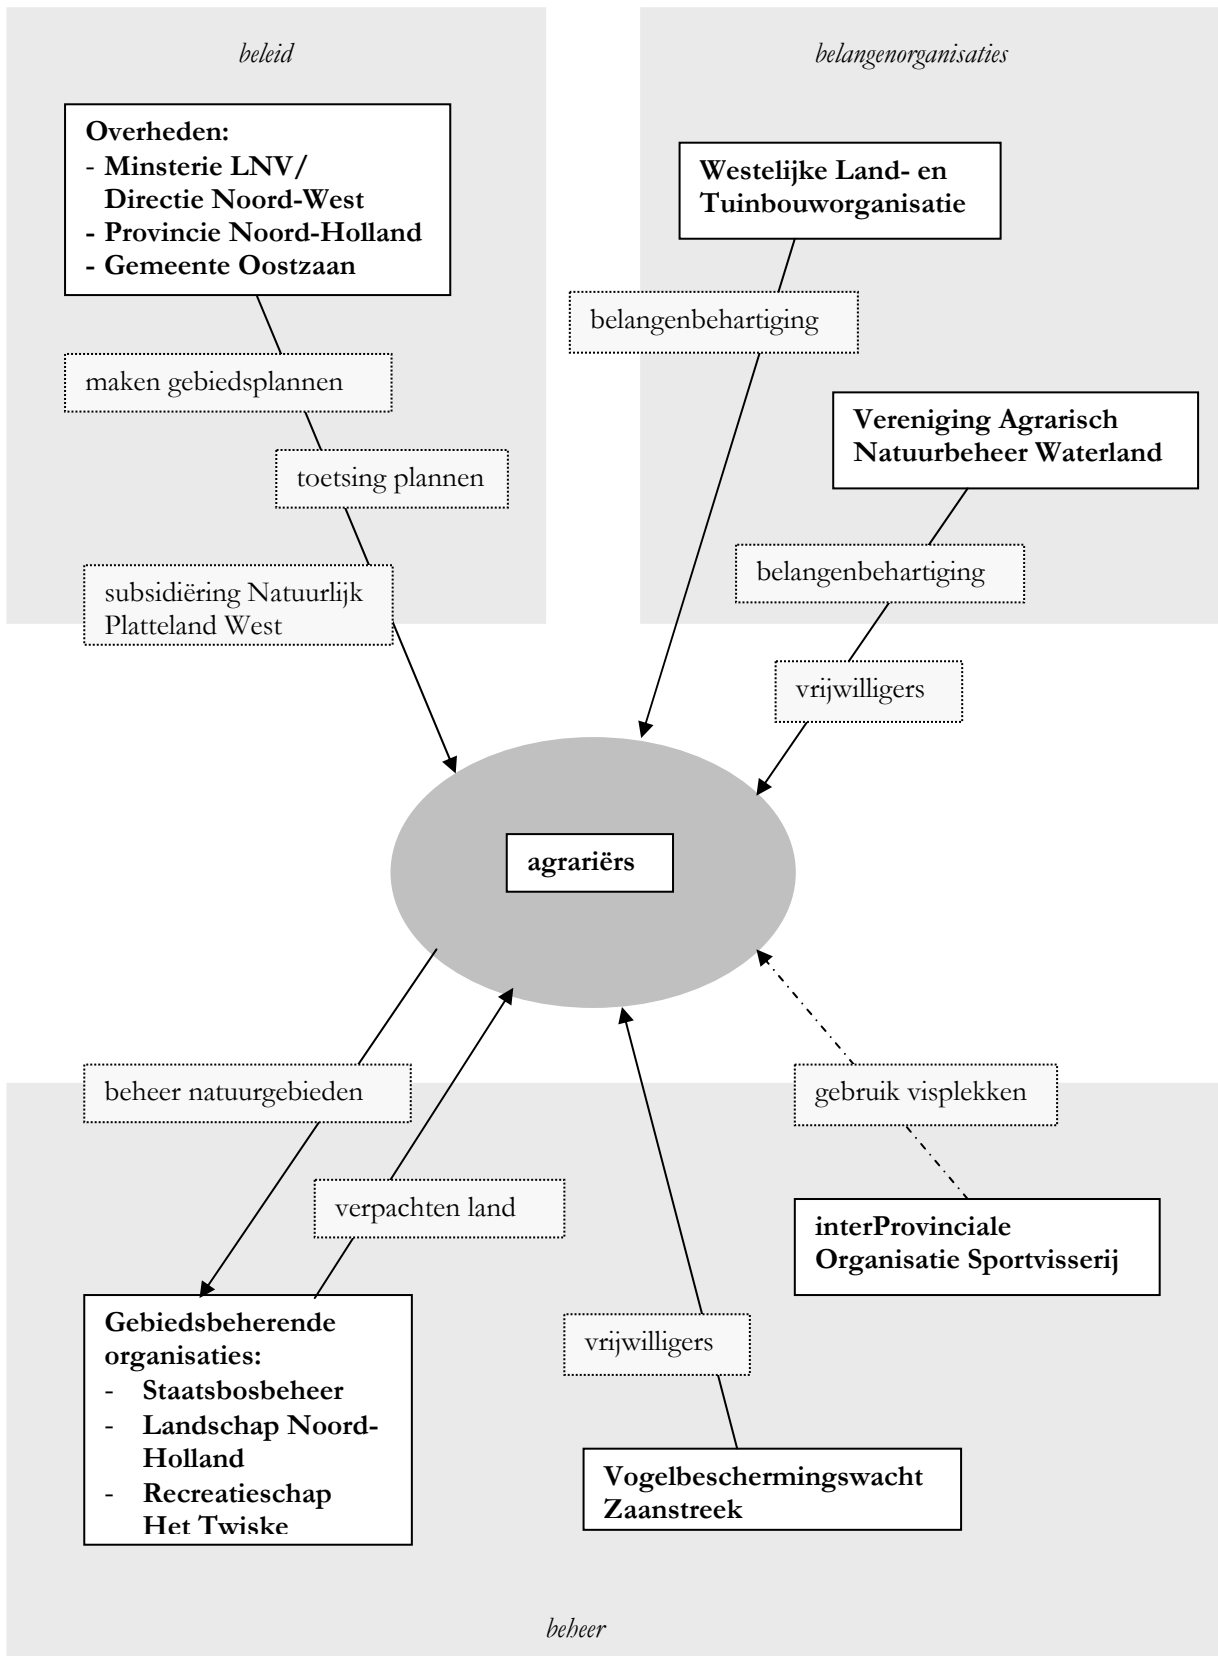 beleid
Overheden:
- Minsterie LNV/
Directie Noord-West
- Provincie Noord-Holland
- Gemeente Oostzaan
maken gebiedsplannen
toetsing plannen
subsidiëring Natuurlijk
Platteland West
belangenorganisaties
Westelijke Land- en
Tuinbouworganisatie
belangenbehartiging
Vereniging Agrarisch
Natuurbeheer Waterland
belangenbehartiging
vrijwilligers
agrariërs
beheer natuurgebieden
verpachten land
gebruik visplekken
interProvinciale
Organisatie Sportvisserij
Gebiedsbeherende
organisaties:
- Staatsbosbeheer
- Landschap Noord-
Holland
- Recreatieschap
Het Twiske
vrijwilligers
Vogelbeschermingswacht
Zaanstreek
beheer